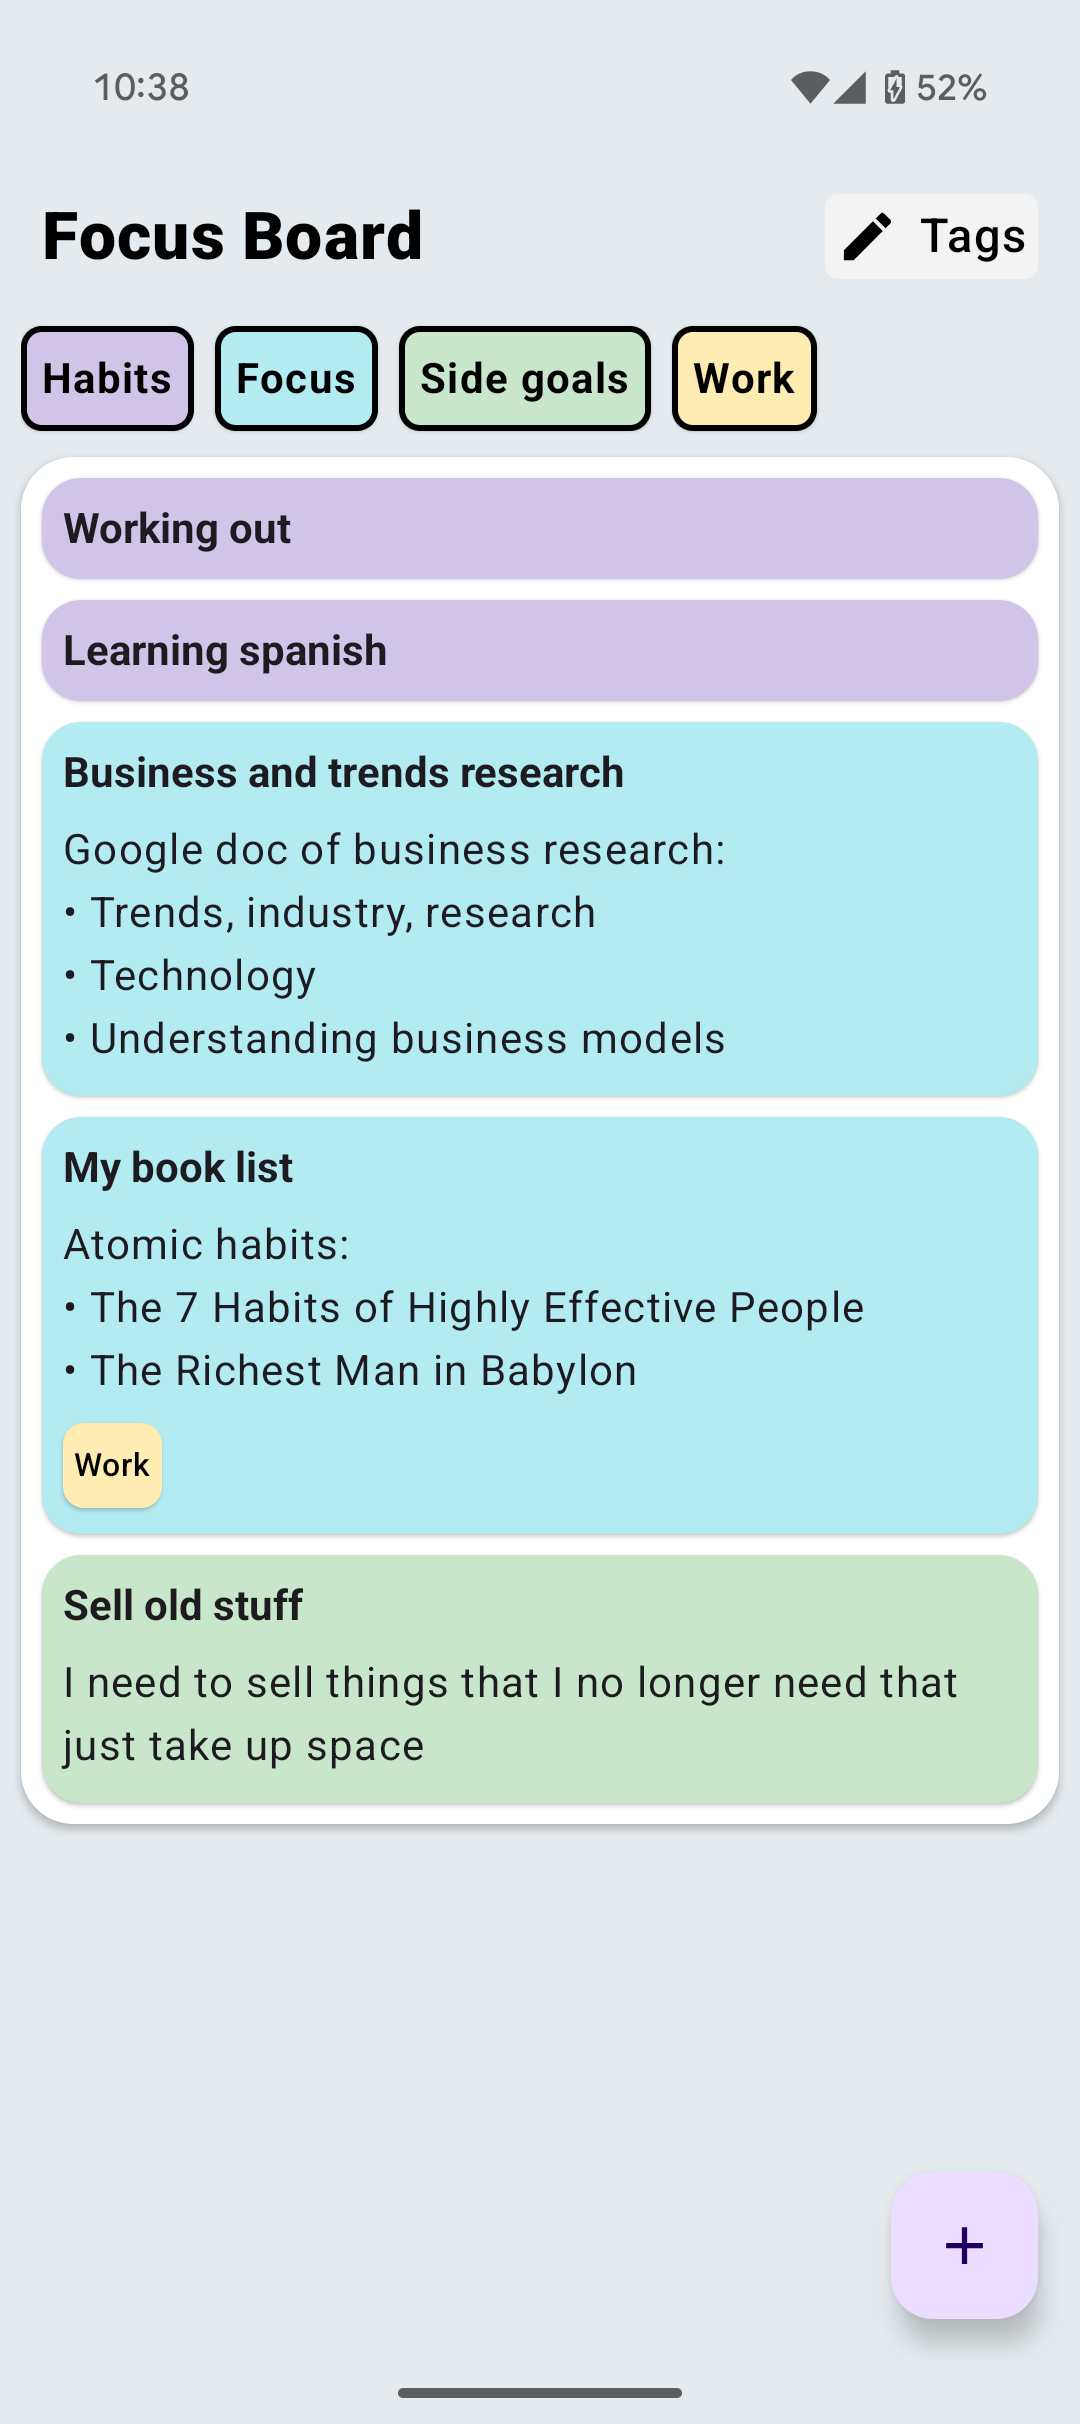 10:38
52%
Focus Board
Tags
Habits
Focus
Side goals
Work
Working out
Learning spanish
Business and trends research
Google doc of business research:
• Trends, industry, research
• Technology
• Understanding business models
My book list
Atomic habits:
• The 7 Habits of Highly Effective People
• The Richest Man in Babylon
Work
Sell old stuff
I need to sell things that I no longer need that
just take up space